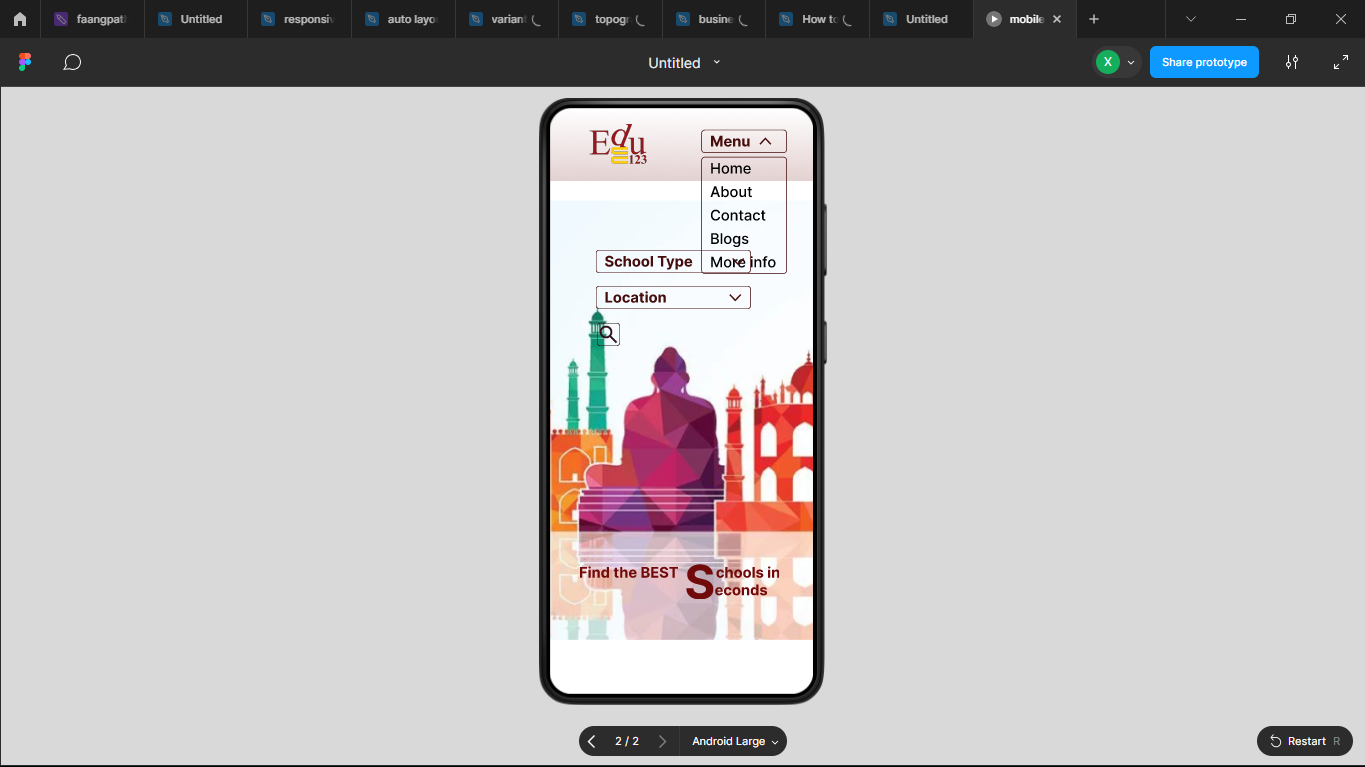 faangpat
Untitled
responsiv
auto layo
variant
topogr
busine
How to
Untitled
mobile
Untitled
X
Share prototype
Edu
123
Menu
Home
About
Contact
Blogs
More info
School Type
Location
Find the BEST Schools in
Seconds
2 / 2
Android Large
Restart R